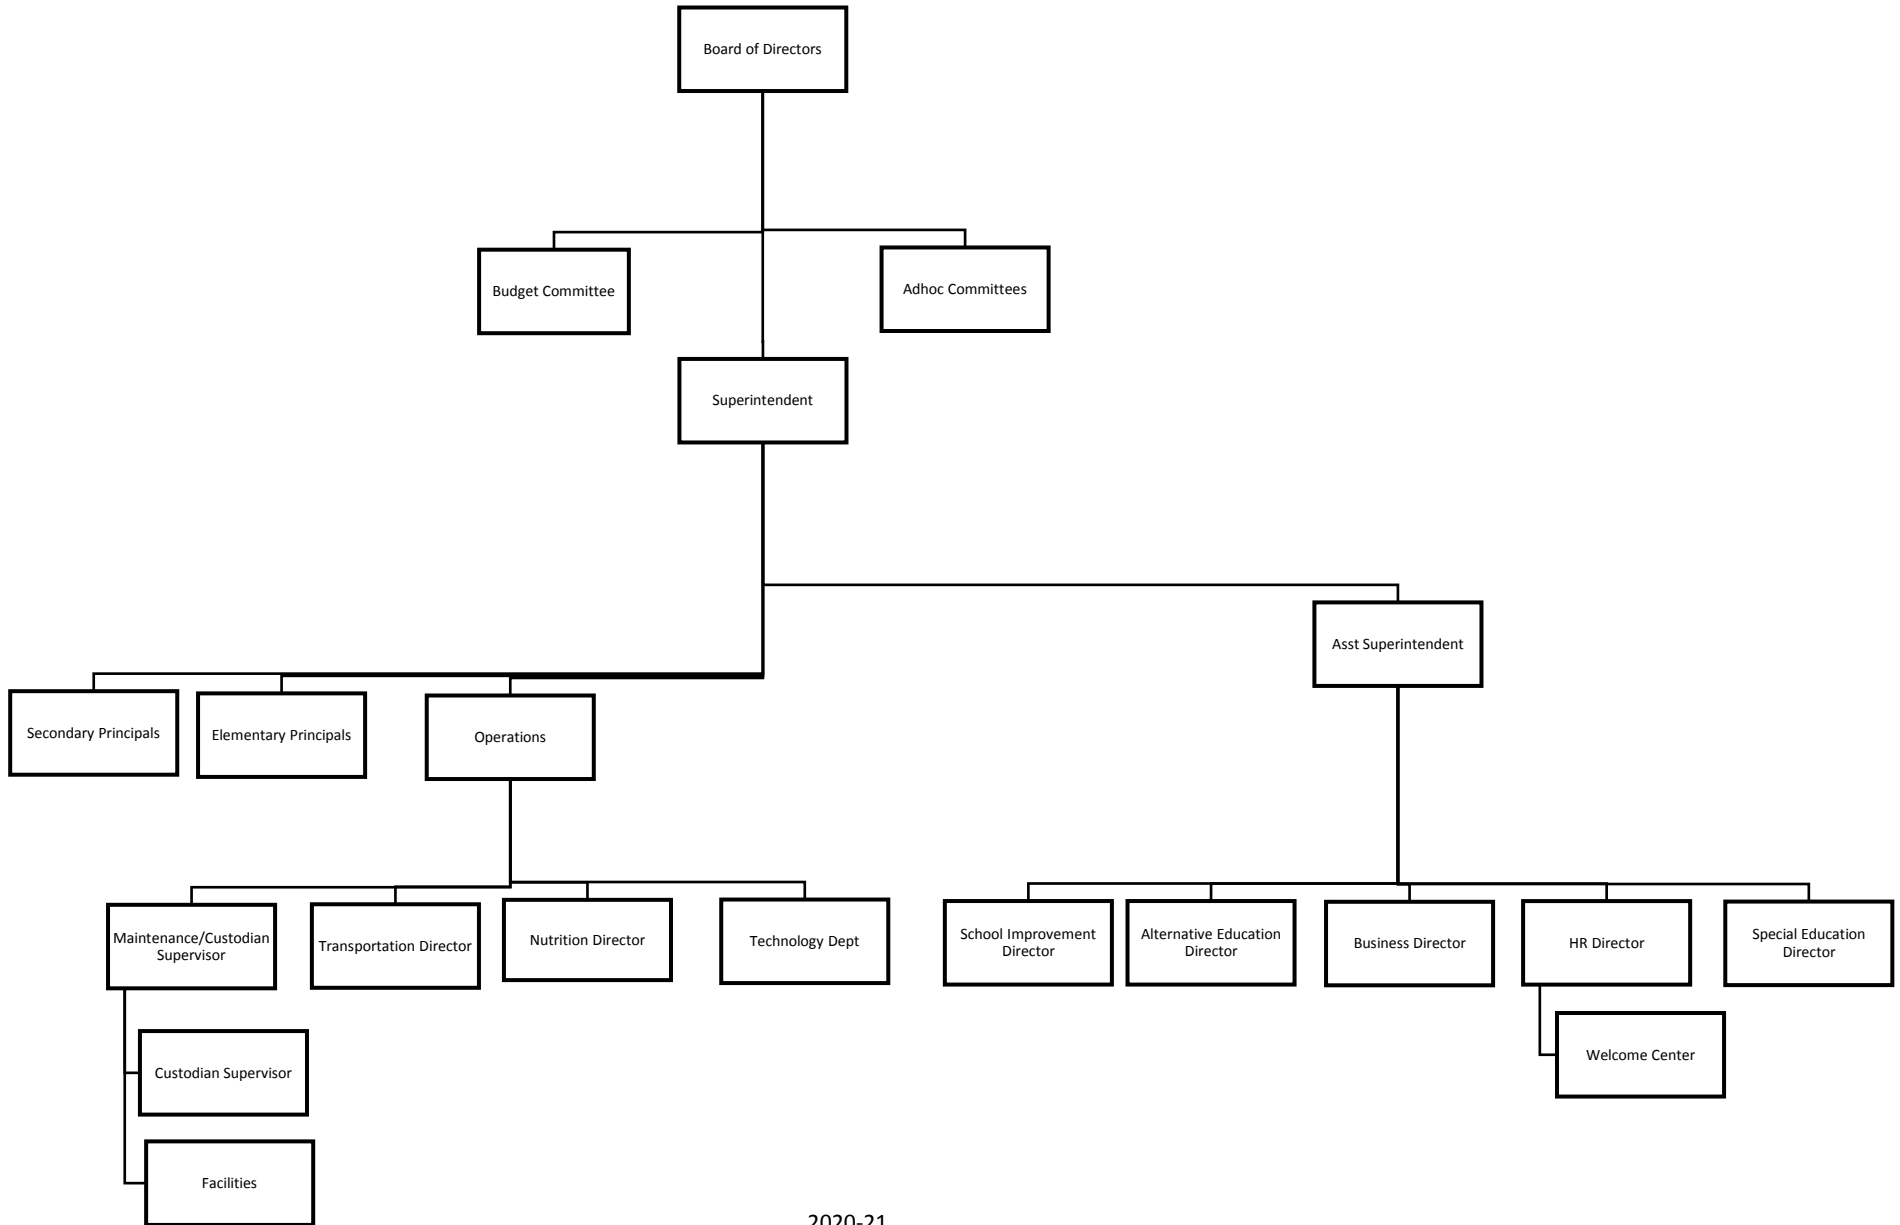 Board of Directors
Budget Committee
Adhoc Committees
Superintendent
Asst Superintendent
Secondary Principals
Elementary Principals
Operations
Maintenance/Custodian
Supervisor
Transportation Director
Nutrition Director
Technology Dept
School Improvement
Director
Alternative Education
Director
Business Director
HR Director
Special Education
Director
Custodian Supervisor
Welcome Center
Facilities
2020-21